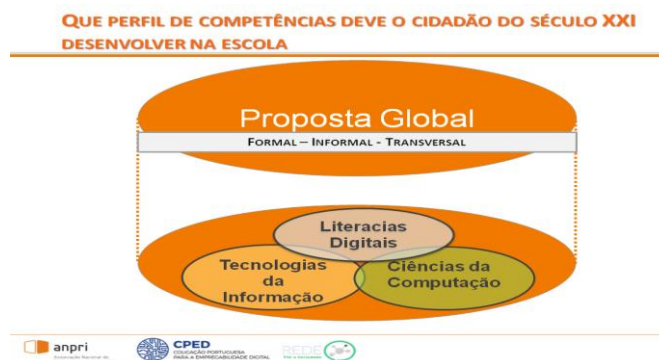 QUE PERFIL DE COMPETÊNCIAS DEVE O CIDADÃO DO SÉCULO XXI
DESENVOLVER NA ESCOLA
Proposta Global
FORMAL – INFORMAL - TRANSVERSAL
Literacias
Digitais
Tecnologias
da
Informação
Ciências da
Computação
anpri
CPED
EDUCAÇÃO PORTUGUESA
PARA A EMPREGABILIDADE DIGITAL
REDE